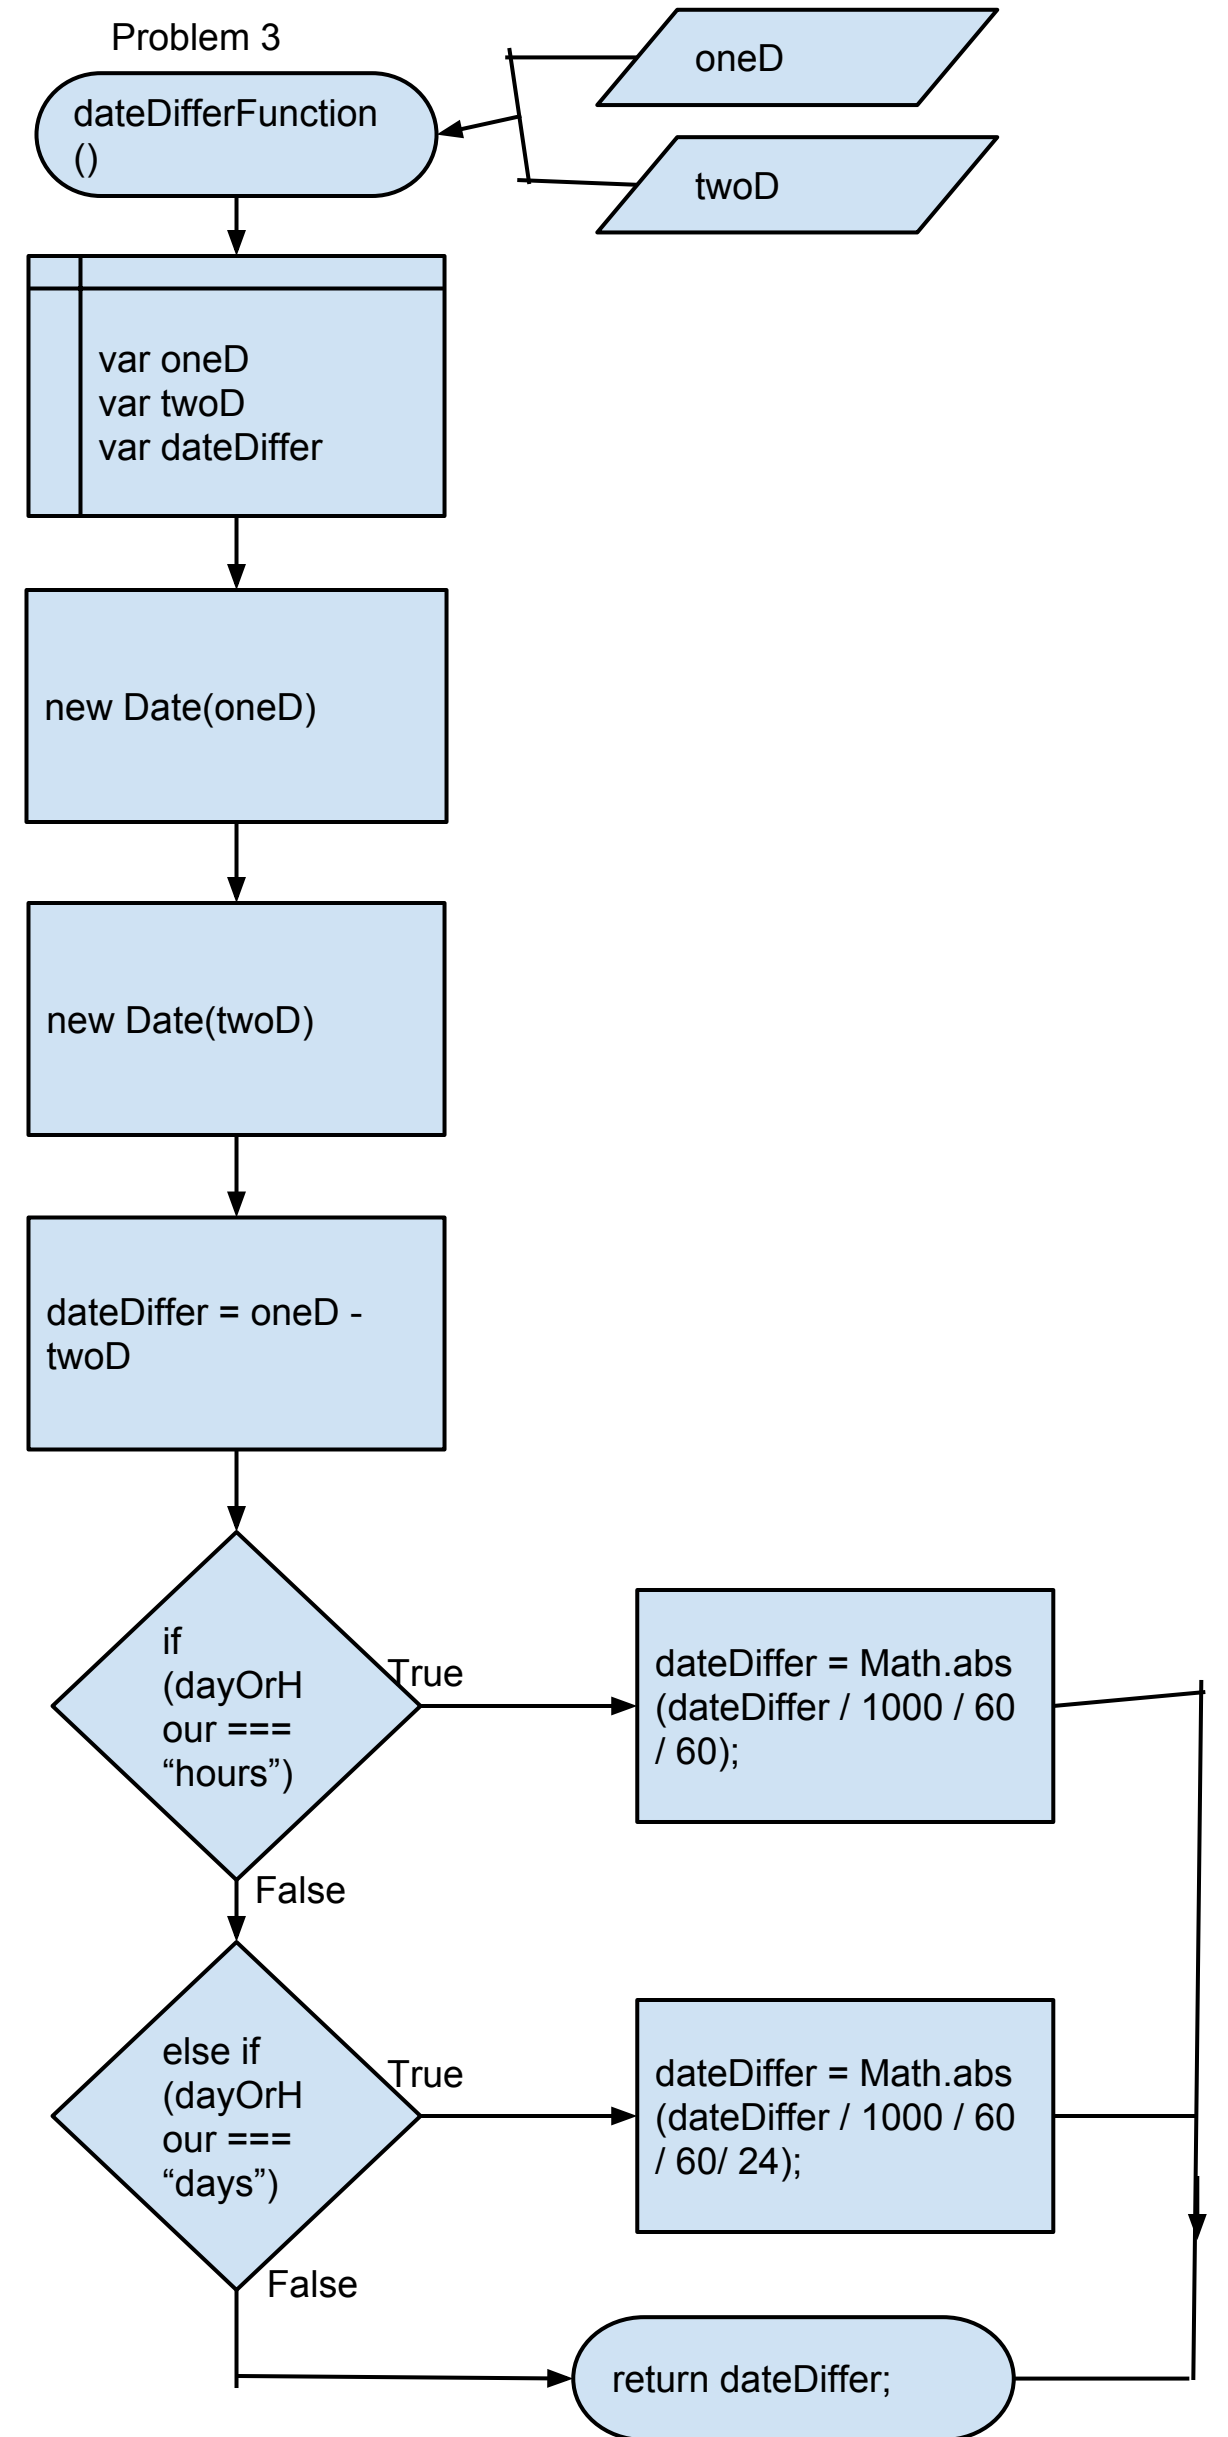 Problem 3
oneD
dateDifferFunction
()
twoD
var oneD
var twoD
var dateDiffer
new Date(oneD)
new Date(twoD)
dateDiffer = oneD -
twoD
if
(dayOrH
our ===
“hours”)
True
dateDiffer = Math.abs
(dateDiffer / 1000 / 60
/ 60);
False
else if
(dayOrH
our ===
“days”)
True
dateDiffer = Math.abs
(dateDiffer / 1000 / 60
/ 60/ 24);
False
return dateDiffer;